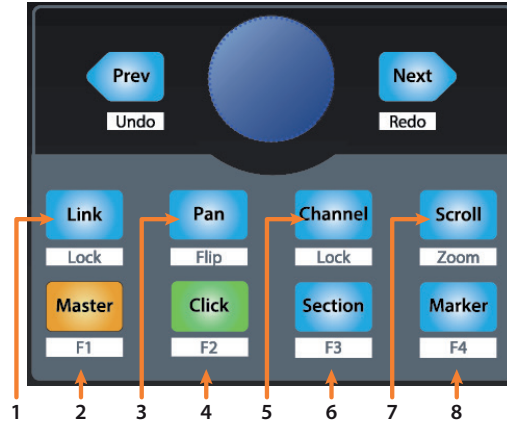 Prev Next
Undo Redo
Link Pan Channel Scroll
Lock Flip Lock Zoom
Master Click Section Marker
F1 F2 F3 F4
1 2 3 4 5 6 7 8